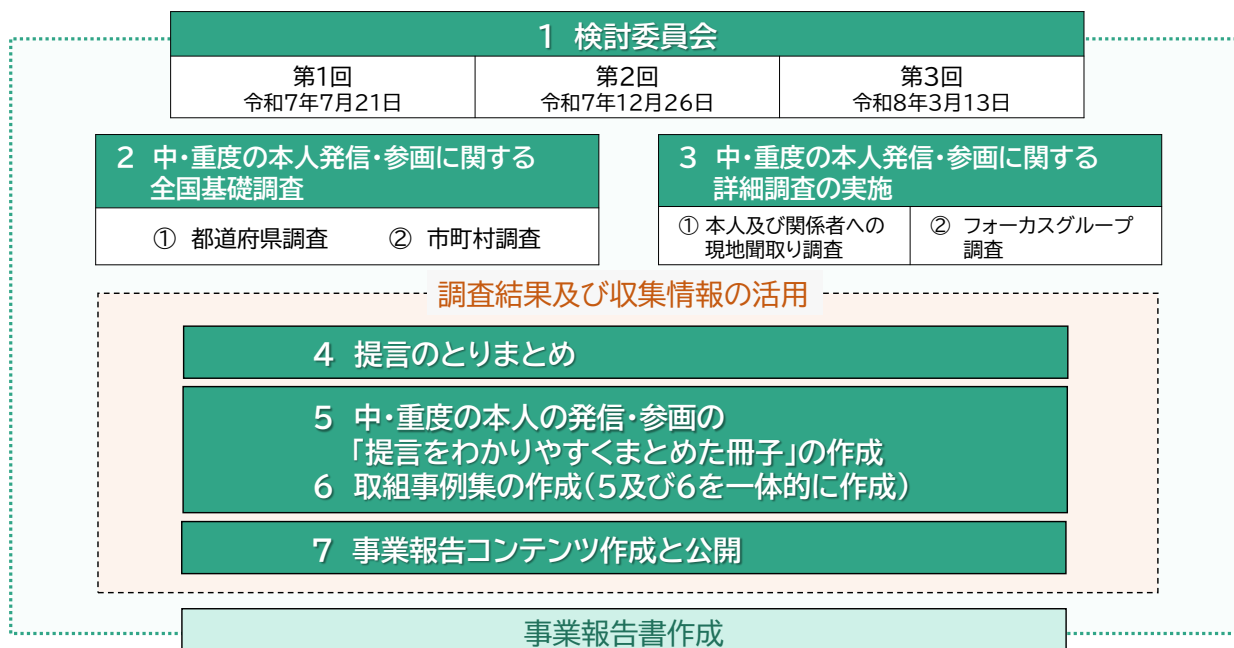 1 検討委員会
第1回
令和7年7月21日
第2回
令和7年12月26日
第3回
令和8年3月13日
2 中・重度の本人発信・参画に関する
全国基礎調査
① 都道府県調査 ② 市町村調査
3 中・重度の本人発信・参画に関する
詳細調査の実施
① 本人及び関係者への
現地聞取り調査
② フォーカスグループ
調査
調査結果及び収集情報の活用
4 提言のとりまとめ
5 中・重度の本人の発信・参画の
「提言をわかりやすくまとめた冊子」の作成
6 取組事例集の作成(5及び6を一体的に作成)
7 事業報告コンテンツ作成と公開
事業報告書作成